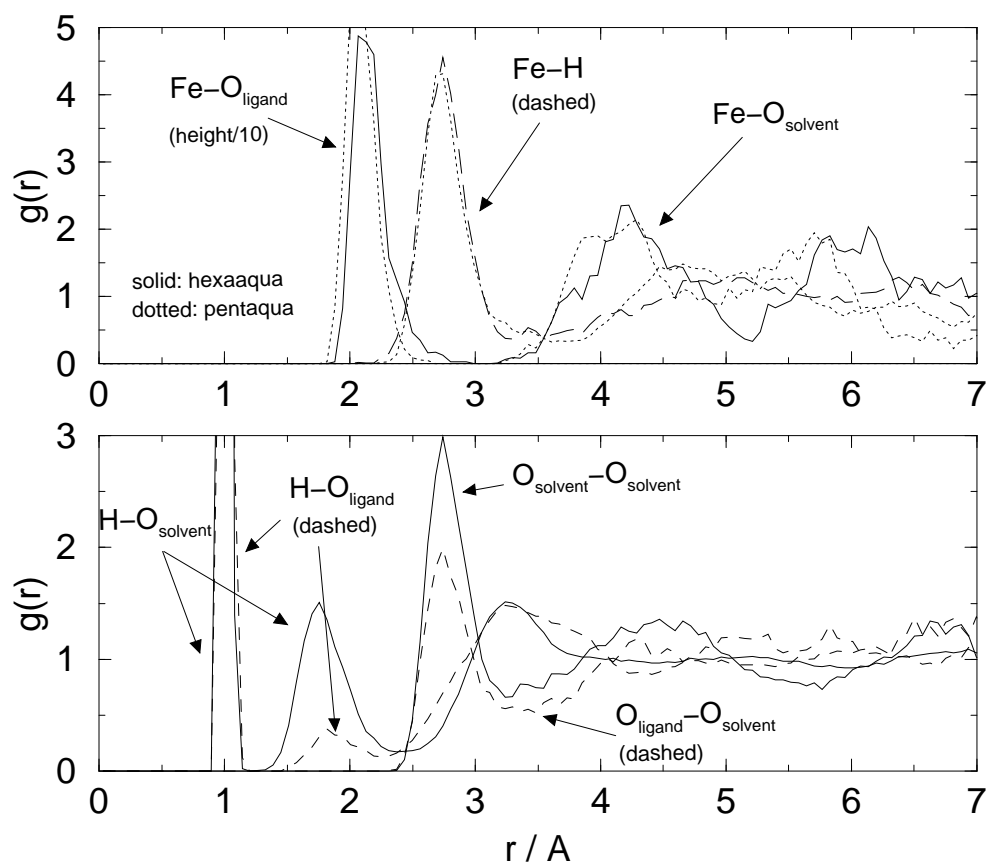 5
4
3
2
1
0
g(r)
Fe−O_ligand
(height/10)
Fe−H
(dashed)
Fe−O_solvent
solid: hexaaqua
dotted: pentaqua
0 1 2 3 4 5 6 7
3
2
1
0
g(r)
H−O_solvent
H−O_ligand
(dashed)
O_solvent−O_solvent
O_ligand−O_solvent
(dashed)
0 1 2 3 4 5 6 7
r / A